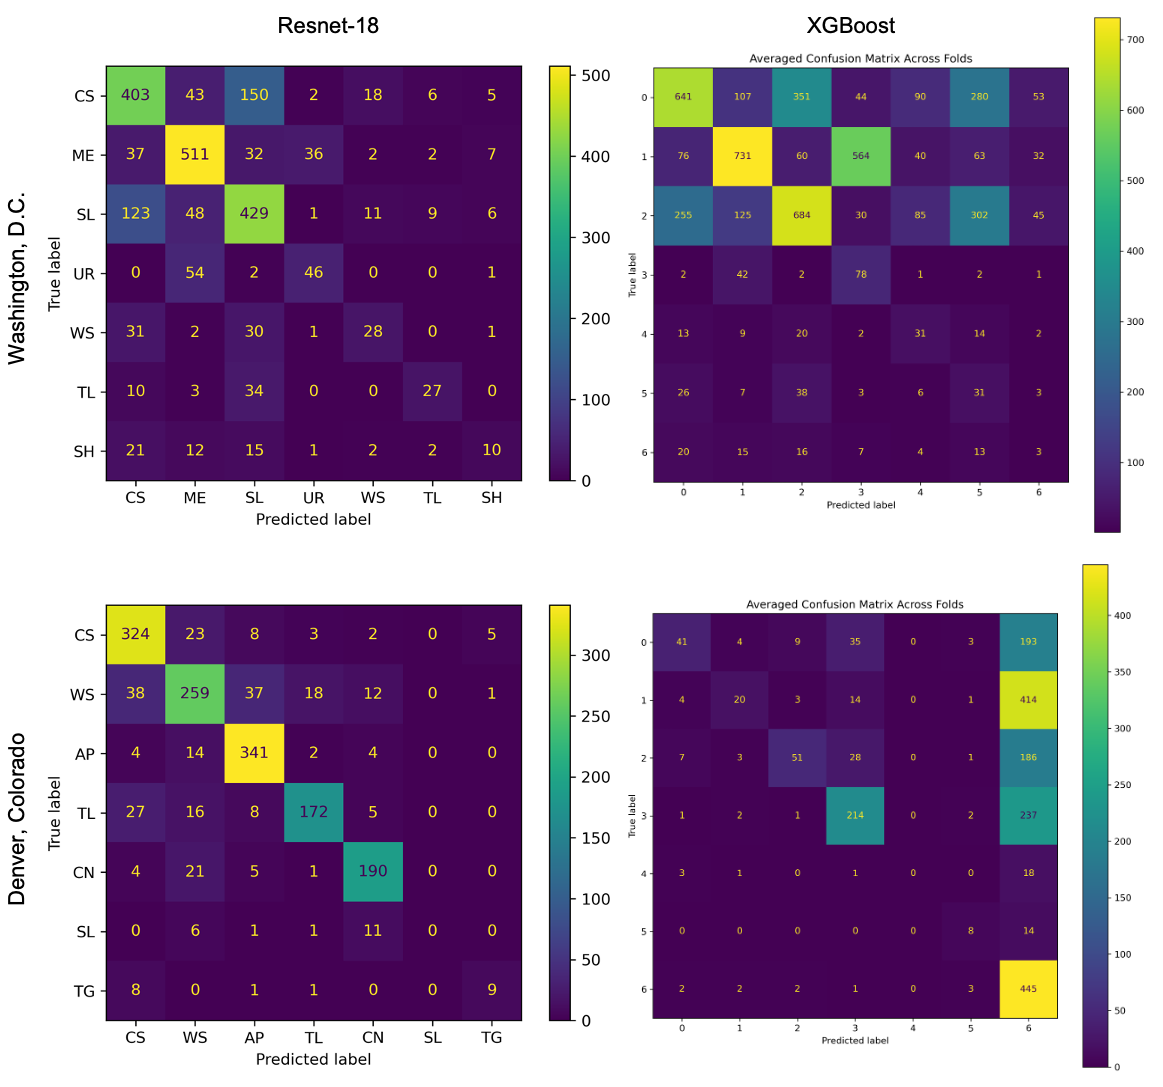 Resnet-18
XGBoost
Washington, D.C.
True label
CS 403 43 150 2 18 6 5
ME 37 511 32 36 2 2 7
SL 123 48 429 1 11 9 6
UR 0 54 2 46 0 0 1
WS 31 2 30 1 28 0 1
TL 10 3 34 0 0 27 0
SH 21 12 15 1 2 2 10
CS ME SL UR WS TL SH
Predicted label
500
400
300
200
100
0
Averaged Confusion Matrix Across Folds
True label
0 641 107 351 44 90 280 53
1 76 731 60 564 40 63 32
2 255 125 684 30 85 302 45
3 2 42 2 78 1 2 1
4 13 9 20 2 31 14 2
5 26 7 38 3 6 31 3
6 20 15 16 7 4 13 3
0 1 2 3 4 5 6
Predicted label
700
600
500
400
300
200
100
Denver, Colorado
True label
CS 324 23 8 3 2 0 5
WS 38 259 37 18 12 0 1
AP 4 14 341 2 4 0 0
TL 27 16 8 172 5 0 0
CN 4 21 5 1 190 0 0
SL 0 6 1 1 11 0 0
TG 8 0 1 1 0 0 9
CS WS AP TL CN SL TG
Predicted label
300
250
200
150
100
50
0
Averaged Confusion Matrix Across Folds
True label
0 41 4 9 35 0 3 193
1 4 20 3 14 0 1 414
2 7 3 51 28 0 1 186
3 1 2 1 214 0 2 237
4 3 1 0 1 0 0 18
5 0 0 0 0 0 8 14
6 2 2 2 1 0 3 445
0 1 2 3 4 5 6
Predicted label
400
350
300
250
200
150
100
50
0